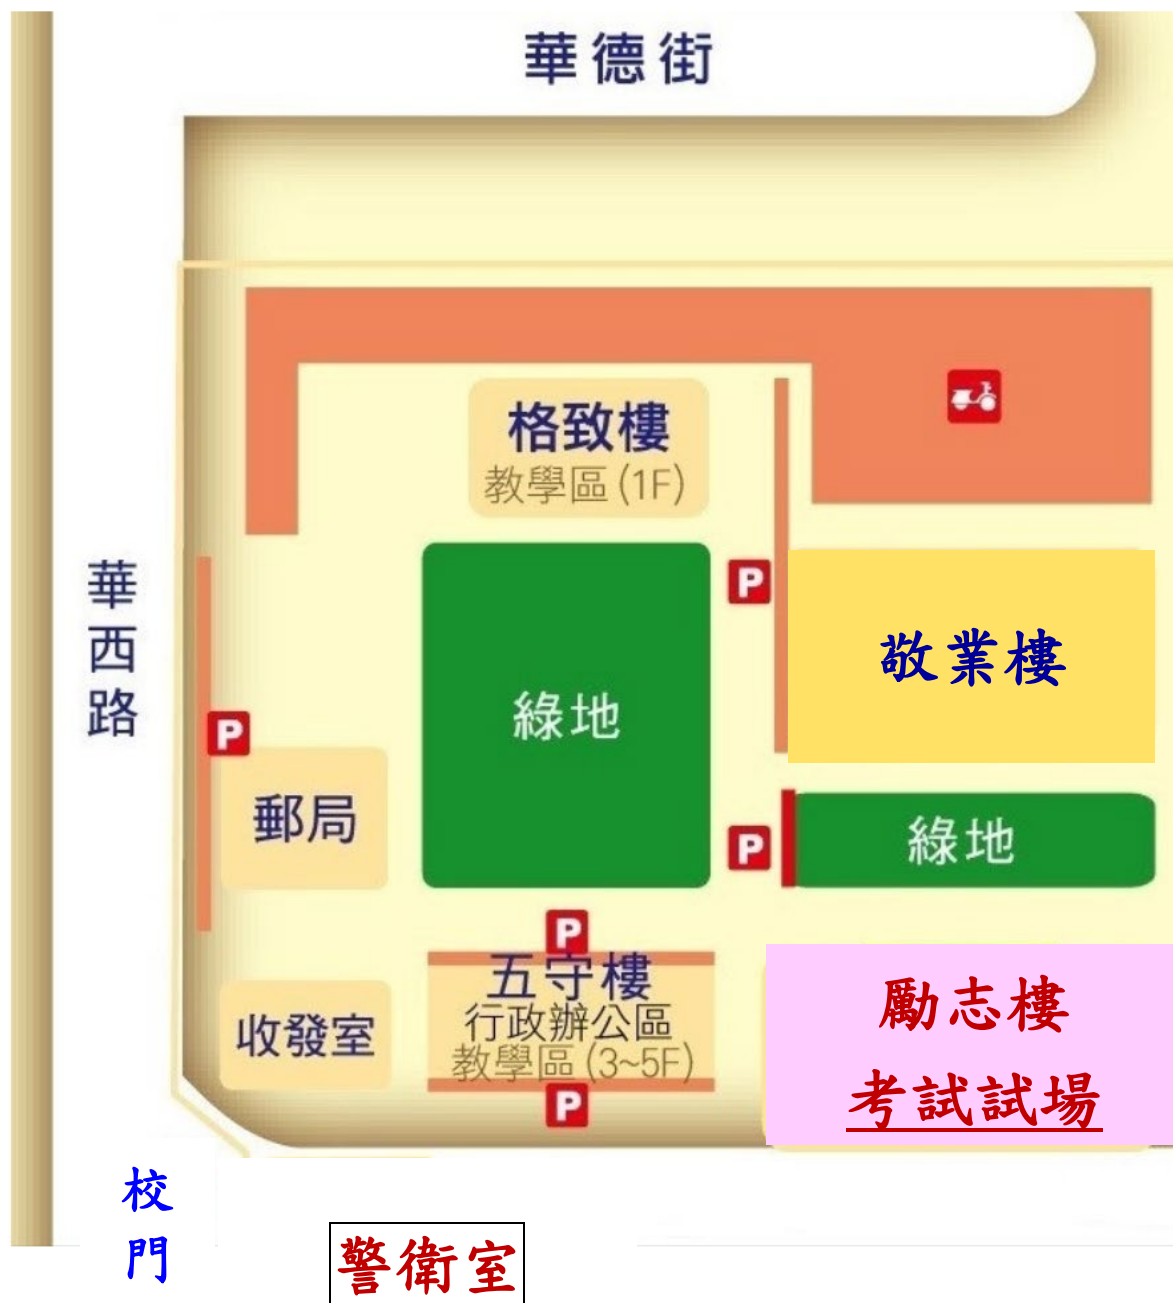 華德街
格致樓
教學區(1F)
華西路
P
敬業樓
綠地
P
郵局
P
綠地
P
五守樓
行政辦公區
教學區(3~5F)
P
收發室
勵志樓
考試試場
校門
警衛室